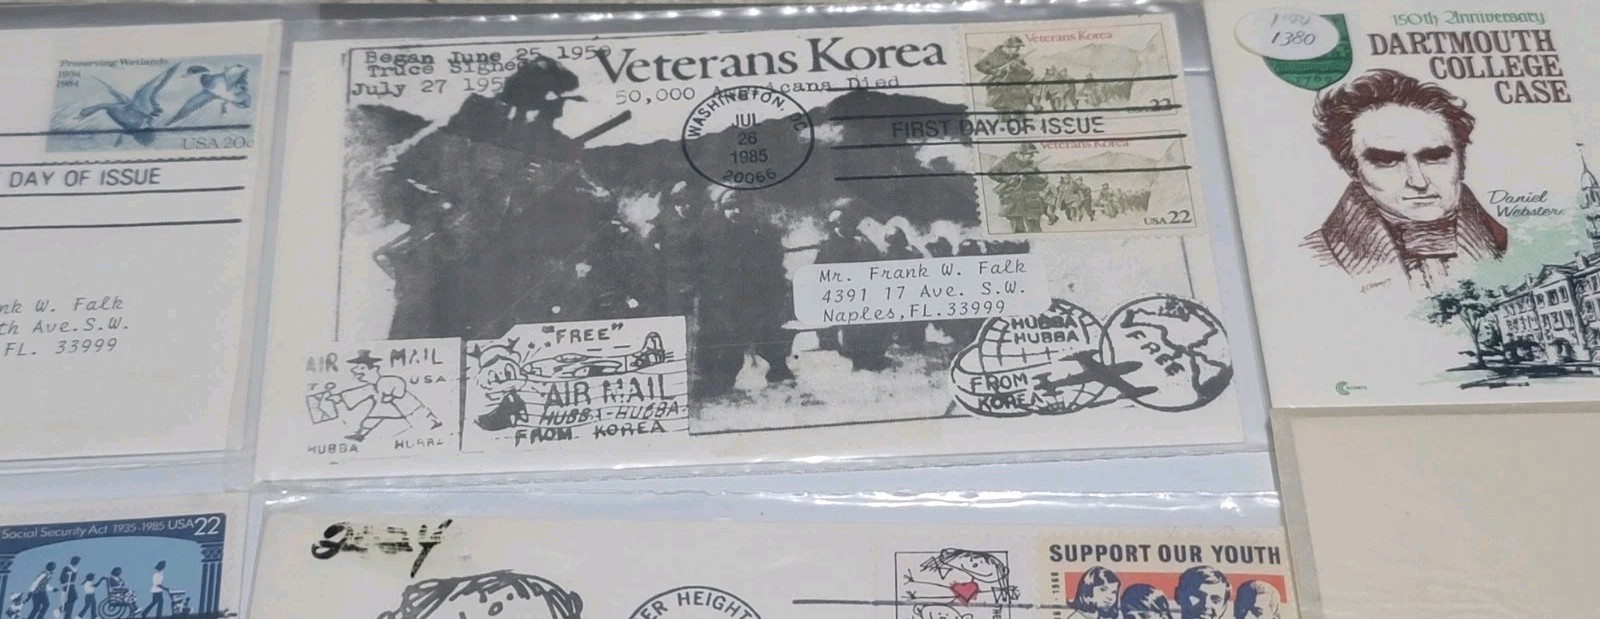 Preserving Wetlands
1934
1984
USA 20c
DAY OF ISSUE
nk W. Falk
th Ave. S.W.
FL. 33999
Began June 25, 1950
Truce Signed
July 27 195
Veterans Korea
50,000 Americans Died
WASHINGTON, DC
JUL
26
1985
20066
FIRST DAY OF ISSUE
Veterans Korea
22
Veterans Korea
USA 22
Mr. Frank W. Falk
4391 17 Ave. S.W.
Naples, FL. 33999
AIR MAIL
TO USA
HUBBA
"FREE"
AIR MAIL
HUBBA-HUBBA
FROM KOREA
HUBBA
HUBBA
FROM
KOREA
FREE
1380
150th Anniversary
DARTMOUTH
COLLEGE
CASE
1769
Daniel
Webster
Social Security Act 1935-1985 USA 22
ER HEIGHT
SUPPORT OUR YOUTH
1968